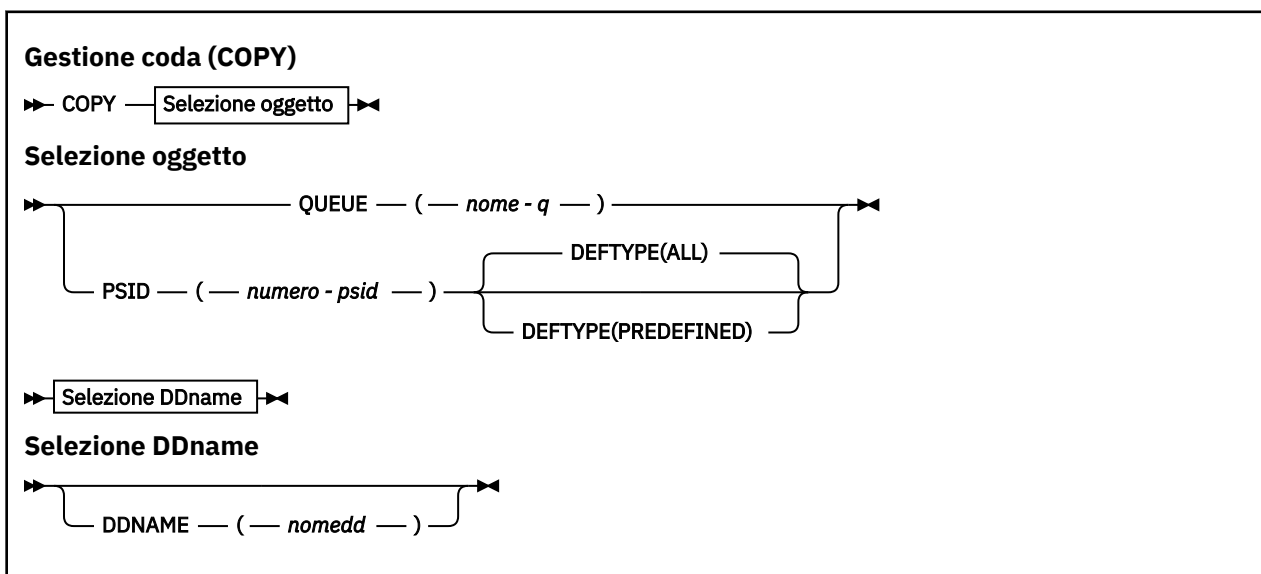 Gestione coda (COPY)
COPY Selezione oggetto
Selezione oggetto
QUEUE ( nome - q )
DEFTYPE(ALL)
PSID ( numero - psid )
DEFTYPE(PREDEFINED)
Selezione DDname
Selezione DDname
DDNAME ( nomedd )